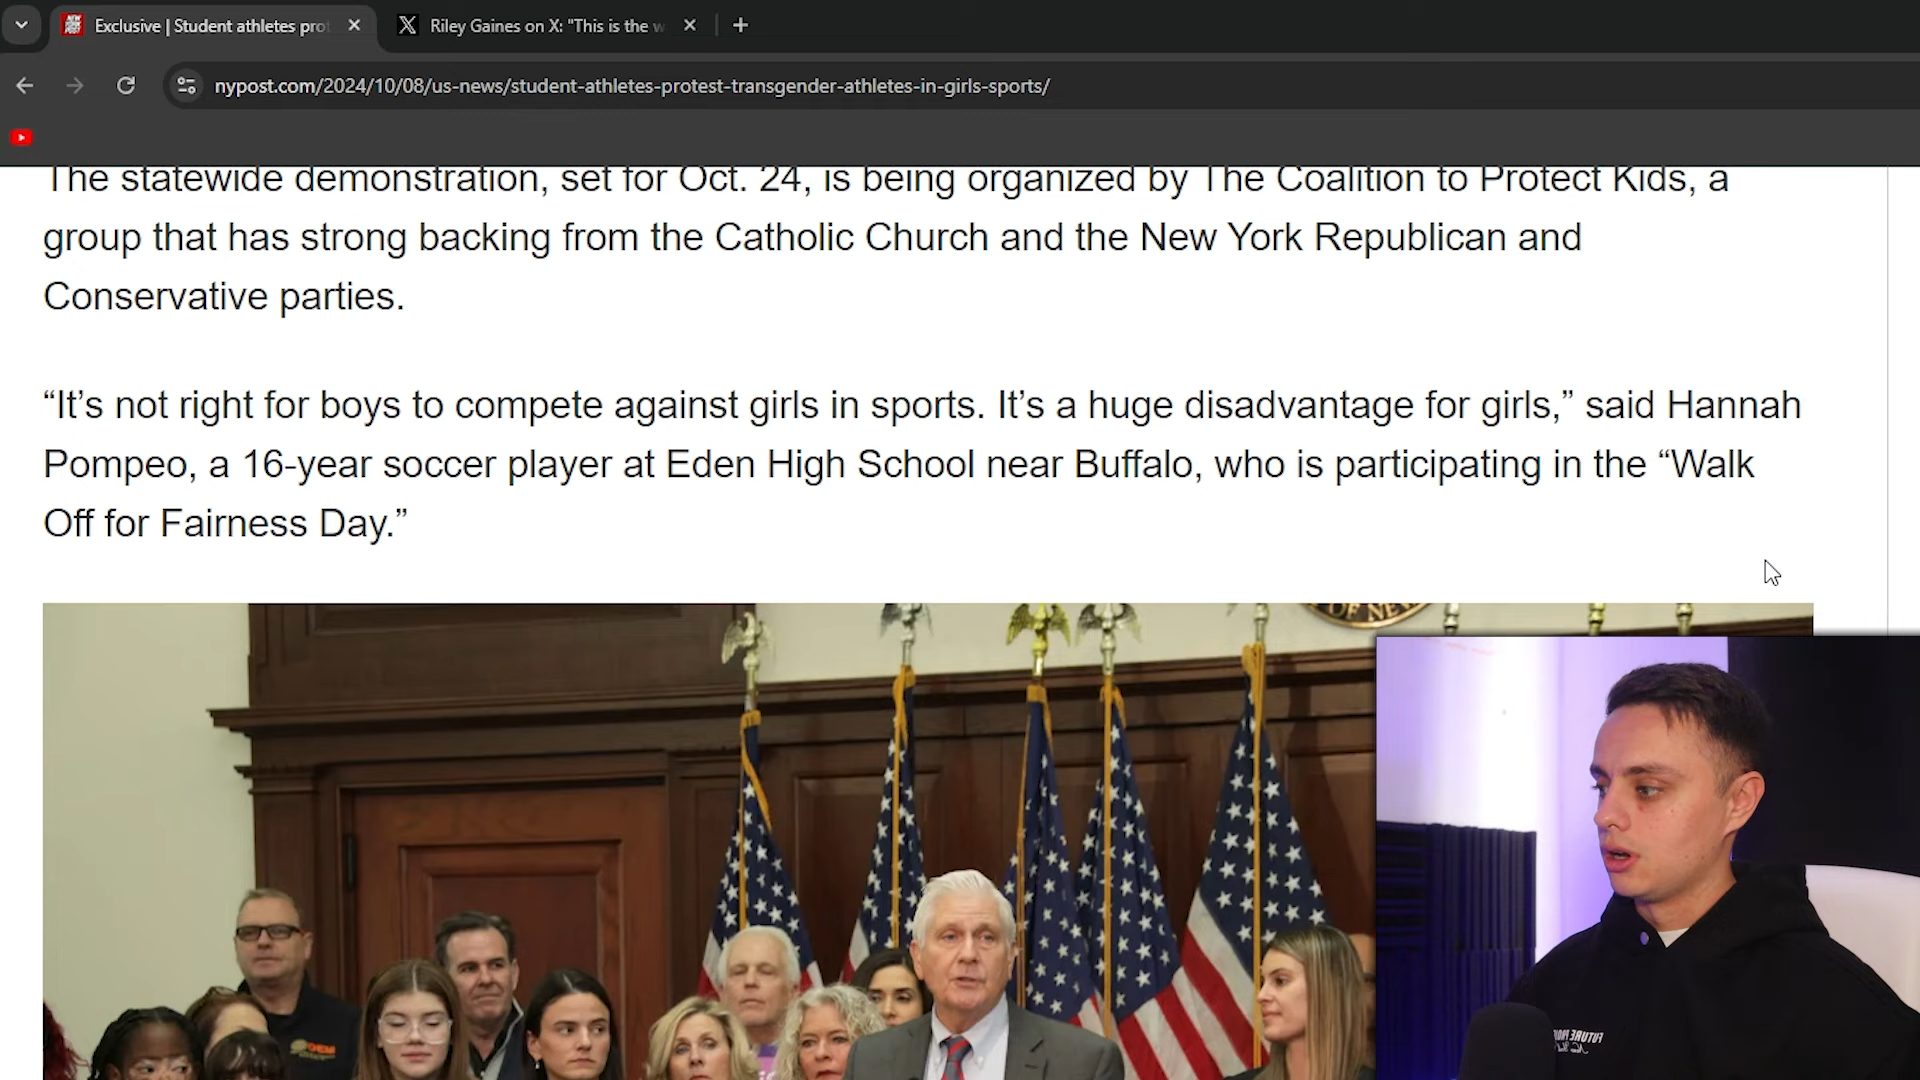 Exclusive | Student athletes pro
Riley Gaines on X: "This is the w
nypost.com/2024/10/08/us-news/student-athletes-protest-transgender-athletes-in-girls-sports/
The statewide demonstration, set for Oct. 24, is being organized by The Coalition to Protect Kids, a
group that has strong backing from the Catholic Church and the New York Republican and
Conservative parties.
“It’s not right for boys to compete against girls in sports. It’s a huge disadvantage for girls,” said Hannah
Pompeo, a 16-year soccer player at Eden High School near Buffalo, who is participating in the “Walk
Off for Fairness Day.”
OF NEW